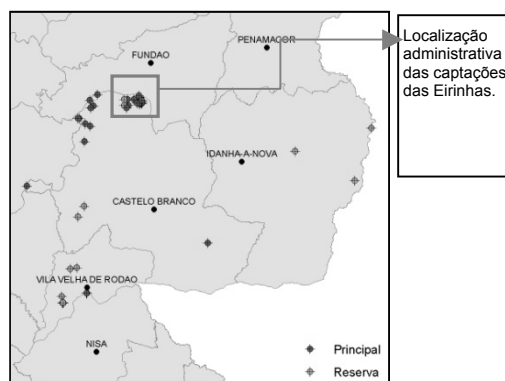 FUNDAO
PENAMACOR
IDANHA-A-NOVA
CASTELO BRANCO
VILA VELHA DE RODAO
NISA
Principal
Reserva
Localização
administrativa
das captações
das Eirinhas.